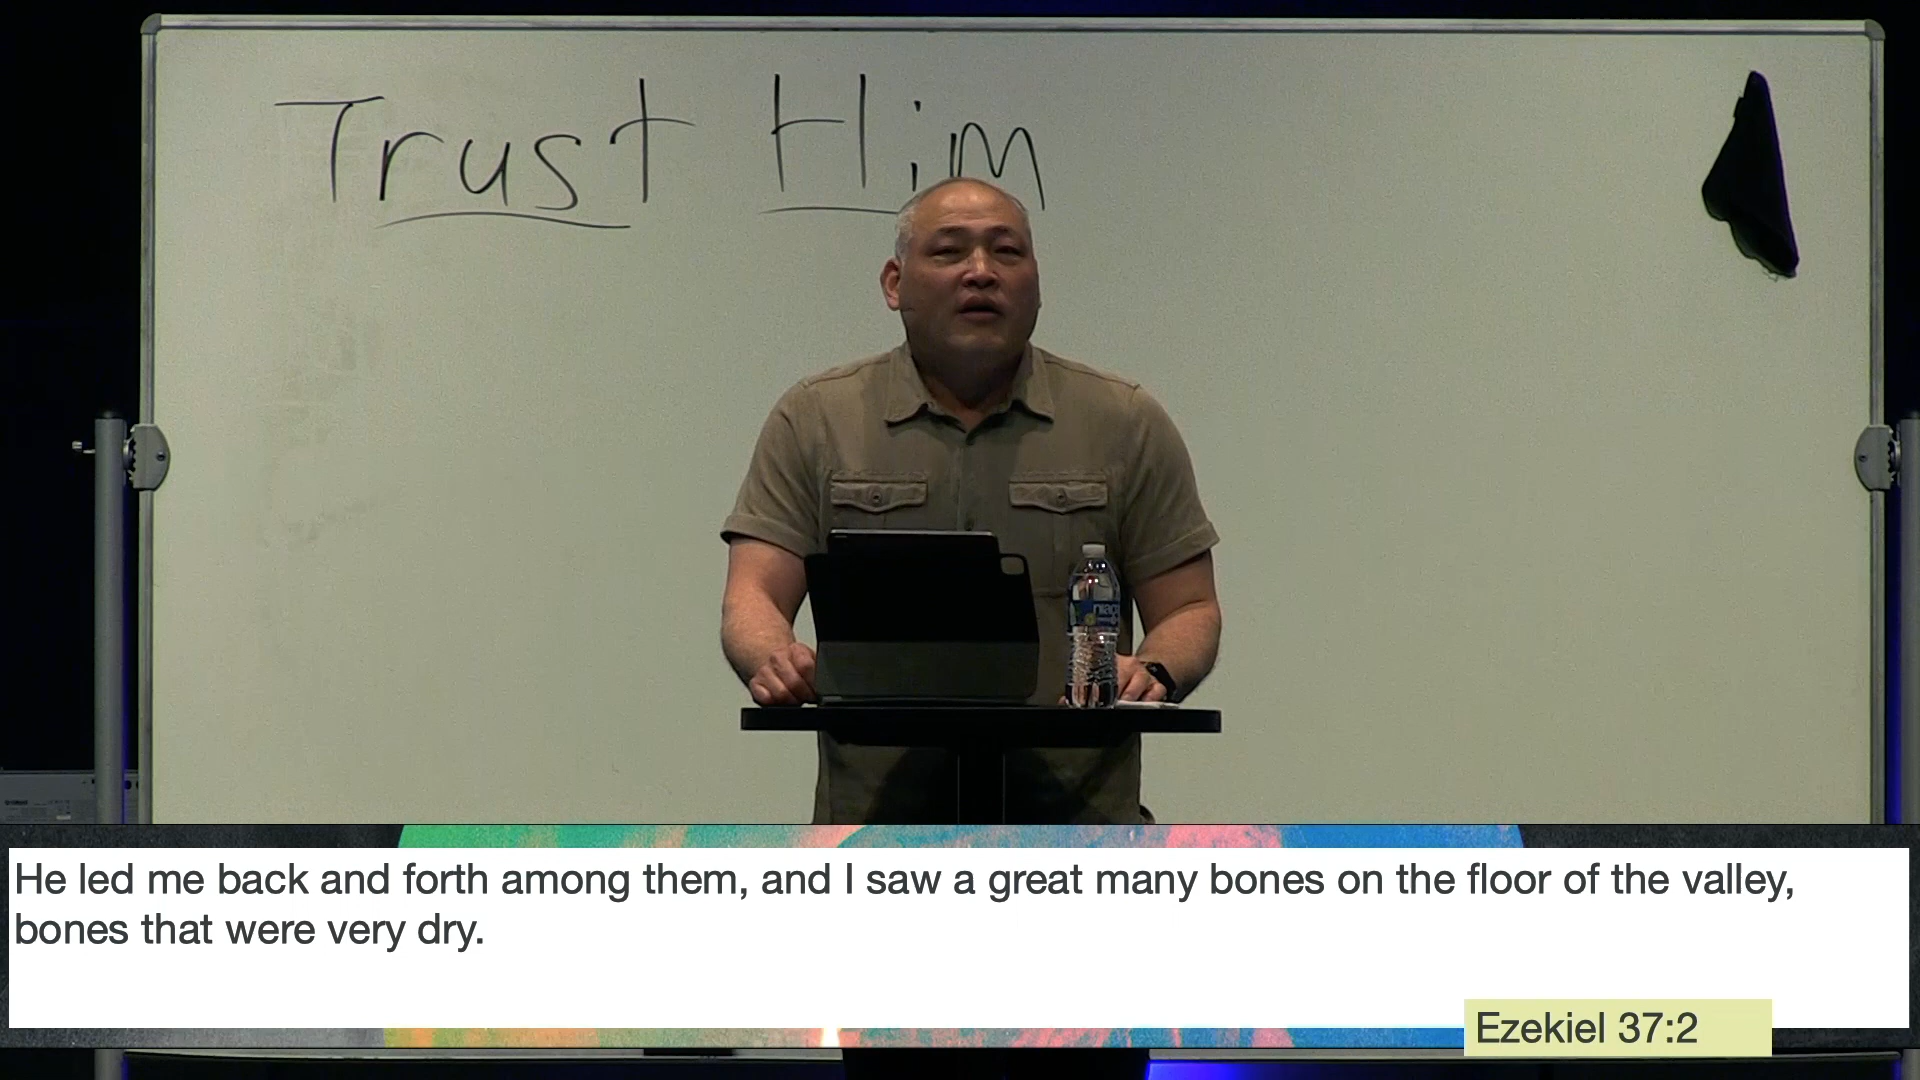 Trust Him
niag
He led me back and forth among them, and I saw a great many bones on the floor of the valley,
bones that were very dry.
Ezekiel 37:2